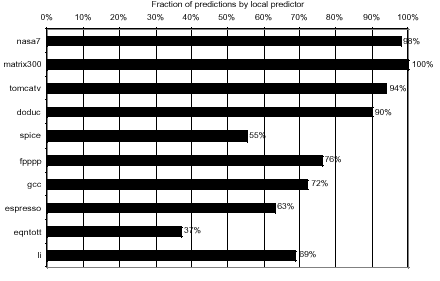 Fraction of predictions by local predictor
0% 10% 20% 30% 40% 50% 60% 70% 80% 90% 100%
nasa7 98%
matrix300 100%
tomcatv 94%
doduc 90%
spice 55%
fpppp 76%
gcc 72%
espresso 63%
eqntott 37%
li 69%